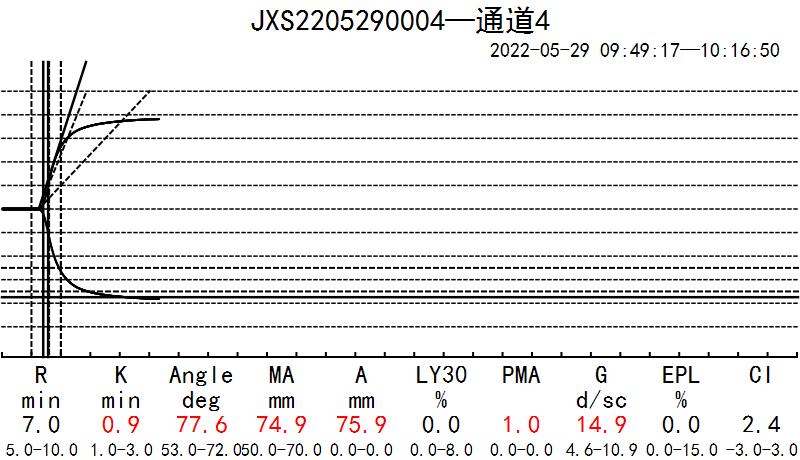 JXS2205290004—通道4
2022-05-29 09:49:17—10:16:50
R K Angle MA A LY30 PMA G EPL CI
min min deg mm mm % d/sc %
7.0 0.9 77.6 74.9 75.9 0.0 1.0 14.9 0.0 2.4
5.0-10.0 1.0-3.0 53.0-72.0 50.0-70.0 0.0-0.0 0.0-8.0 0.0-0.0 4.6-10.9 0.0-15.0 -3.0-3.0